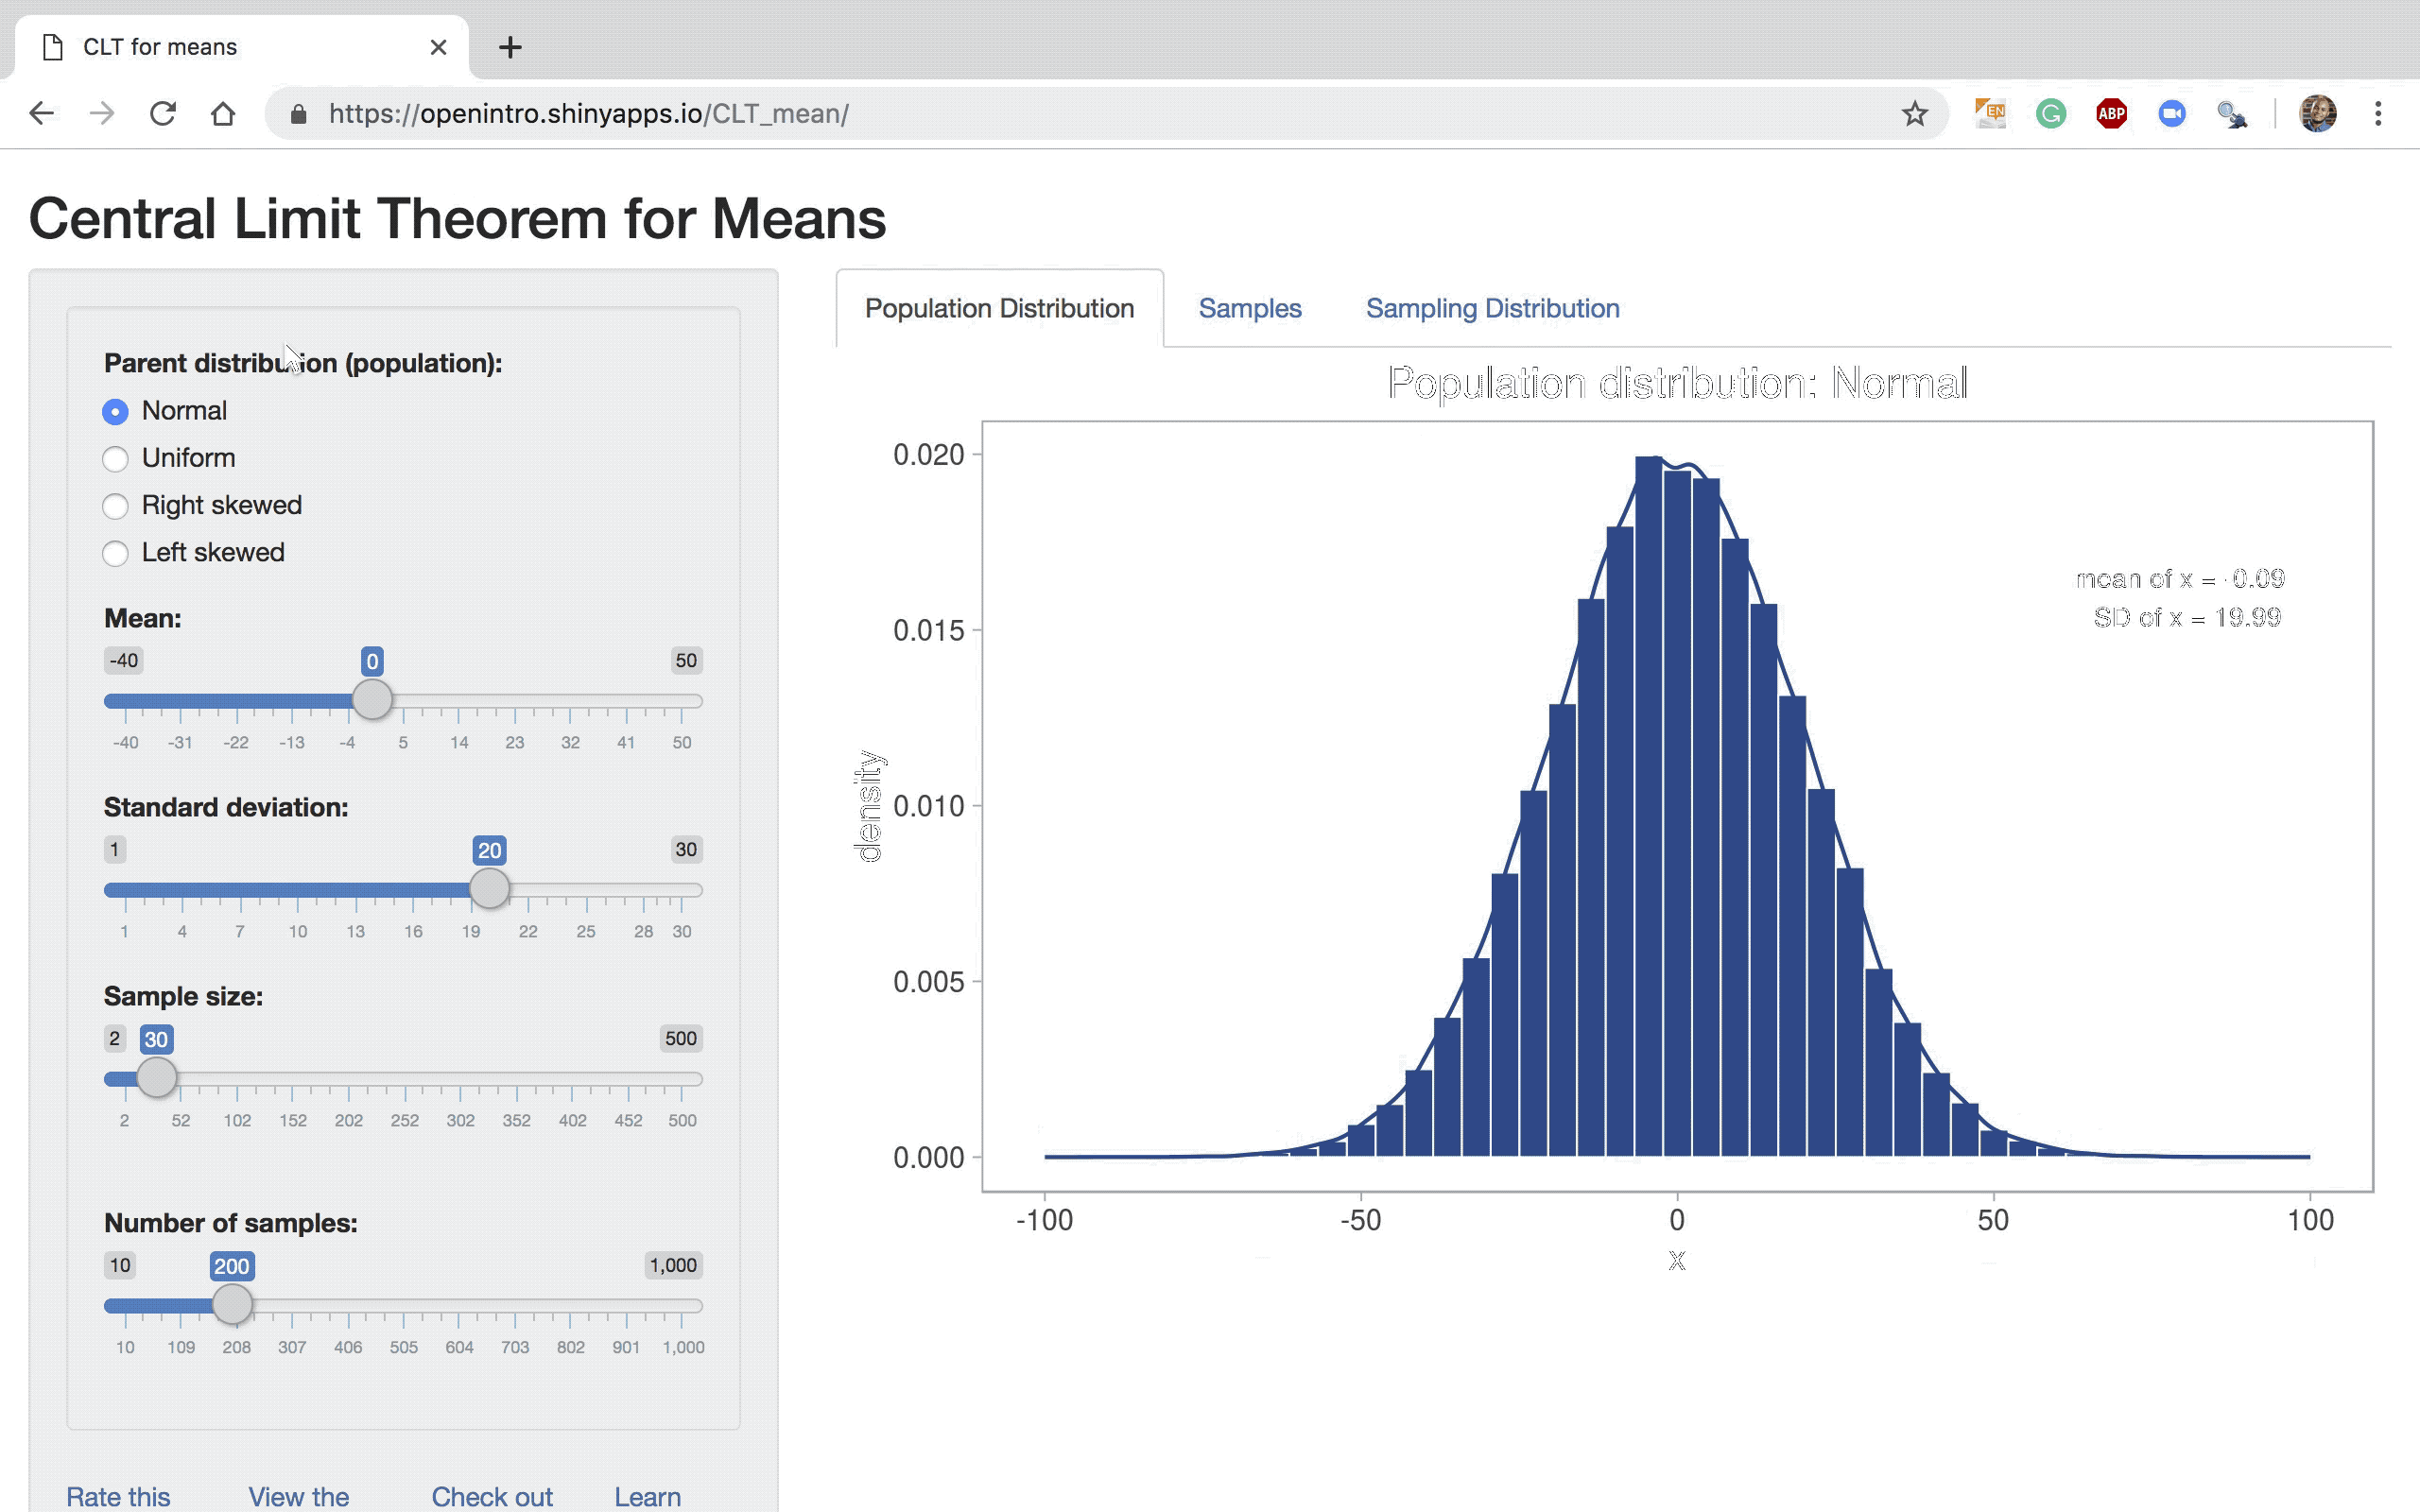 CLT for means
https://openintro.shinyapps.io/CLT_mean/
EN
G
ABP
Central Limit Theorem for Means
Parent distribution (population):
Normal
Uniform
Right skewed
Left skewed
Mean:
-40 0 50
-40 -31 -22 -13 -4 5 14 23 32 41 50
Standard deviation:
1 20 30
1 4 7 10 13 16 19 22 25 28 30
Sample size:
2 30 500
2 52 102 152 202 252 302 352 402 452 500
Number of samples:
10 200 1,000
10 109 208 307 406 505 604 703 802 901 1,000
Rate this View the Check out Learn
Population Distribution Samples Sampling Distribution
Population distribution: Normal
mean of x = -0.09
SD of x = 19.99
density
0.020
0.015
0.010
0.005
0.000
-100 -50 0 50 100
x